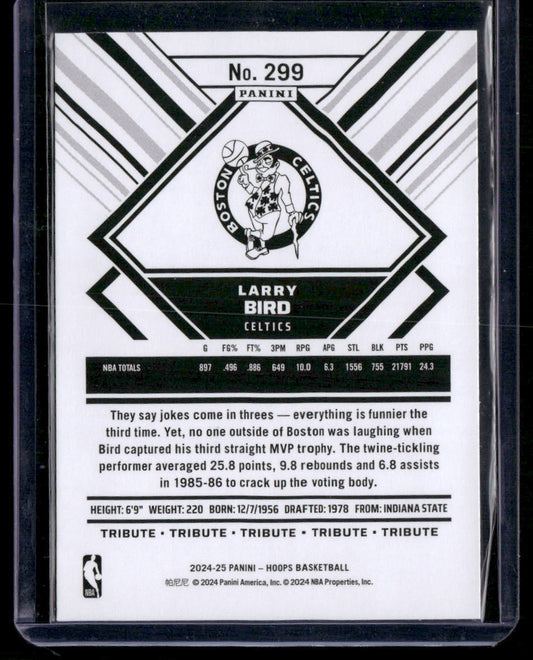 No. 299
PANINI
BOSTON CELTICS
LARRY
BIRD
CELTICS
G FG% FT% 3PM RPG APG STL BLK PTS PPG
NBA TOTALS 897 .496 .886 649 10.0 6.3 1556 755 21791 24.3
They say jokes come in threes — everything is funnier the
third time. Yet, no one outside of Boston was laughing when
Bird captured his third straight MVP trophy. The twine-tickling
performer averaged 25.8 points, 9.8 rebounds and 6.8 assists
in 1985-86 to crack up the voting body.
HEIGHT: 6'9" WEIGHT: 220 BORN: 12/7/1956 DRAFTED: 1978 FROM: INDIANA STATE
TRIBUTE • TRIBUTE • TRIBUTE • TRIBUTE • TRIBUTE
2024-25 PANINI – HOOPS BASKETBALL
帕尼尼 © 2024 Panini America, Inc. © 2024 NBA Properties, Inc.
NBA